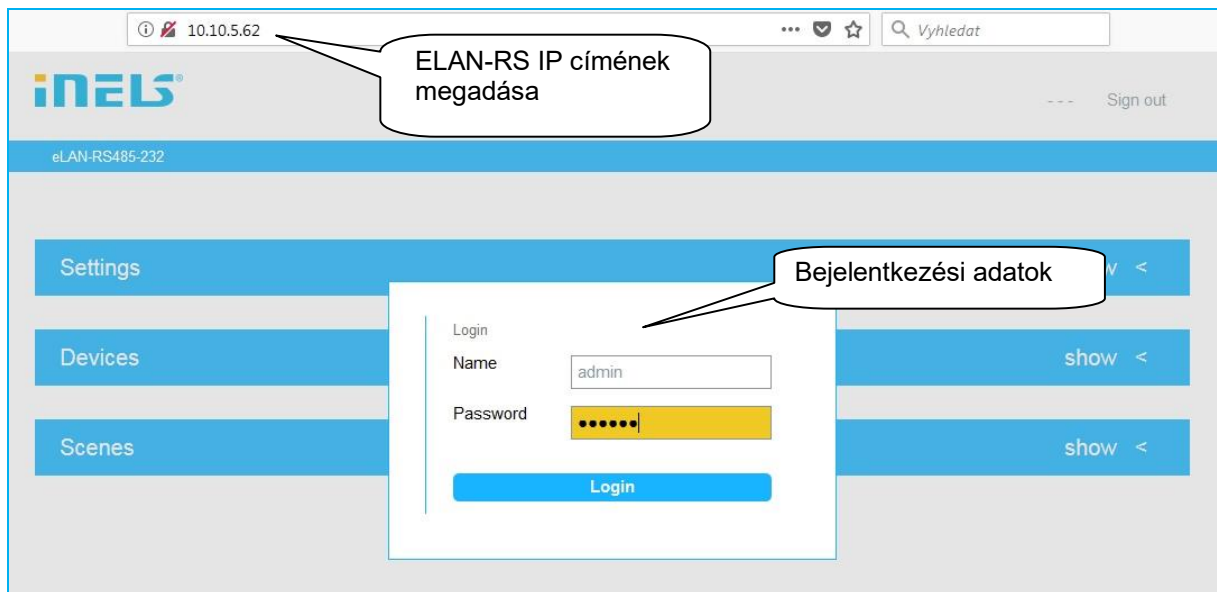 10.10.5.62
Vyhledat
ELAN-RS IP címének
megadása
iNELS®
--- Sign out
eLAN-RS485-232
Settings
w <
Bejelentkezési adatok
Devices
show <
Scenes
show <
Login
Name
admin
Password
••••••
Login